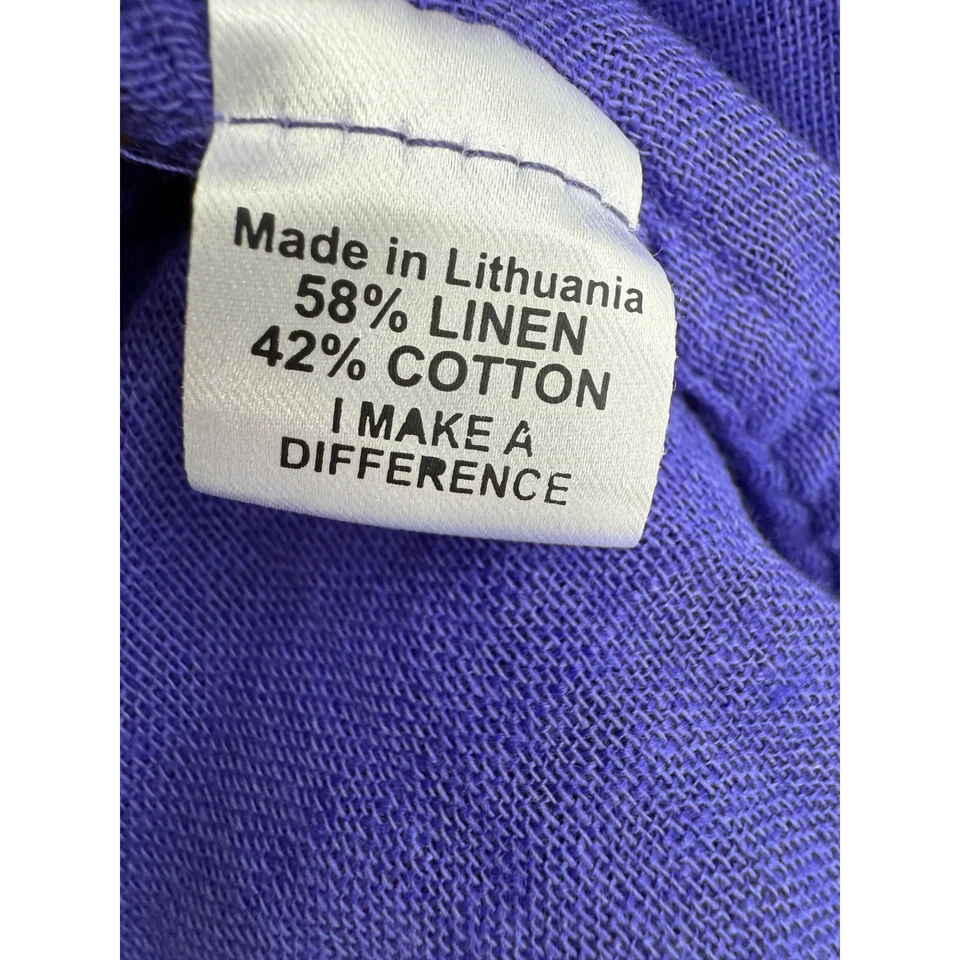 Made in Lithuania
58% LINEN
42% COTTON
I MAKE A
DIFFERENCE